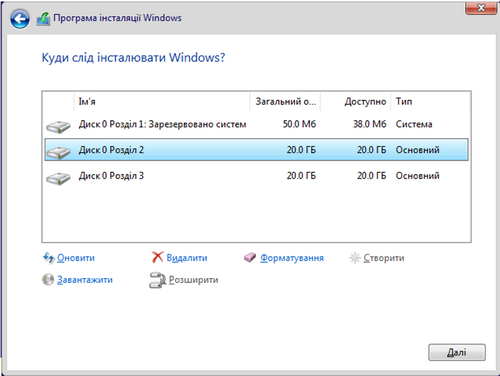 Програма інсталяції Windows
Куди слід інсталювати Windows?
Ім'я Загальний о... Доступно Тип
Диск 0 Розділ 1: Зарезервовано систем 50.0 Мб 38.0 Мб Система
Диск 0 Розділ 2 20.0 ГБ 20.0 ГБ Основний
Диск 0 Розділ 3 20.0 ГБ 20.0 ГБ Основний
Оновити Видалити Форматування Створити
Завантажити Розширити
Далі